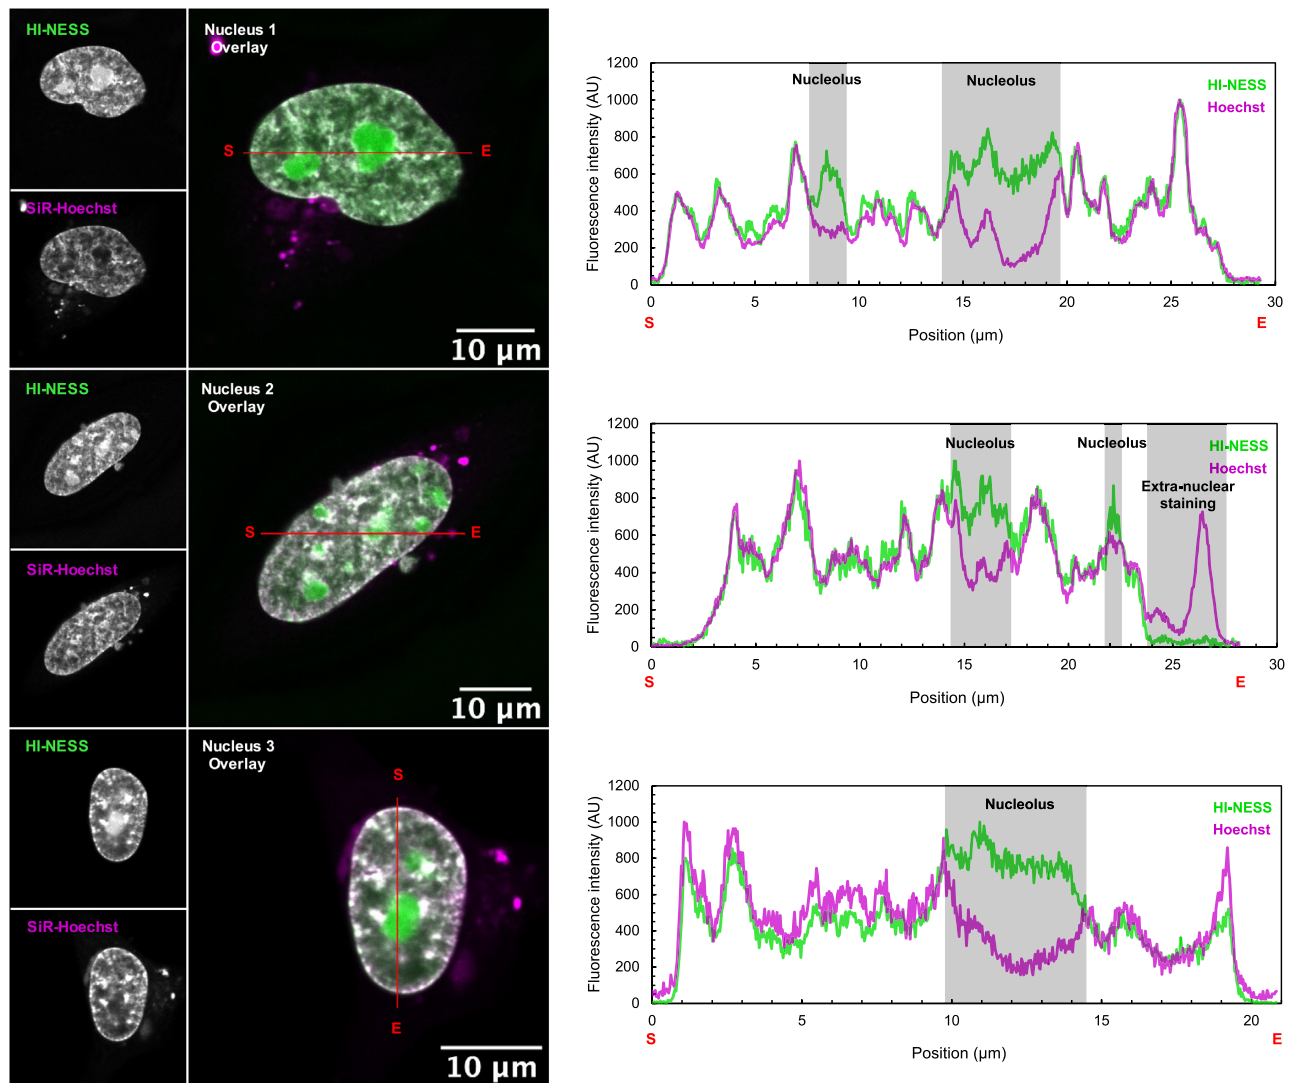 HI-NESS
SiR-Hoechst
Nucleus 1
Overlay
S
E
10 µm
1200
1000
800
600
400
200
0
Fluorescence intensity (AU)
Nucleolus
Nucleolus
HI-NESS
Hoechst
0
5
10
15
20
25
30
S
E
Position (µm)
HI-NESS
SiR-Hoechst
Nucleus 2
Overlay
S
E
10 µm
1200
1000
800
600
400
200
0
Fluorescence intensity (AU)
Nucleolus
Nucleolus
HI-NESS
Hoechst
Extra-nuclear
staining
0
5
10
15
20
25
30
S
E
Position (µm)
HI-NESS
SiR-Hoechst
Nucleus 3
Overlay
S
E
10 µm
1200
1000
800
600
400
200
0
Fluorescence intensity (AU)
Nucleolus
HI-NESS
Hoechst
0
5
10
15
20
S
E
Position (µm)